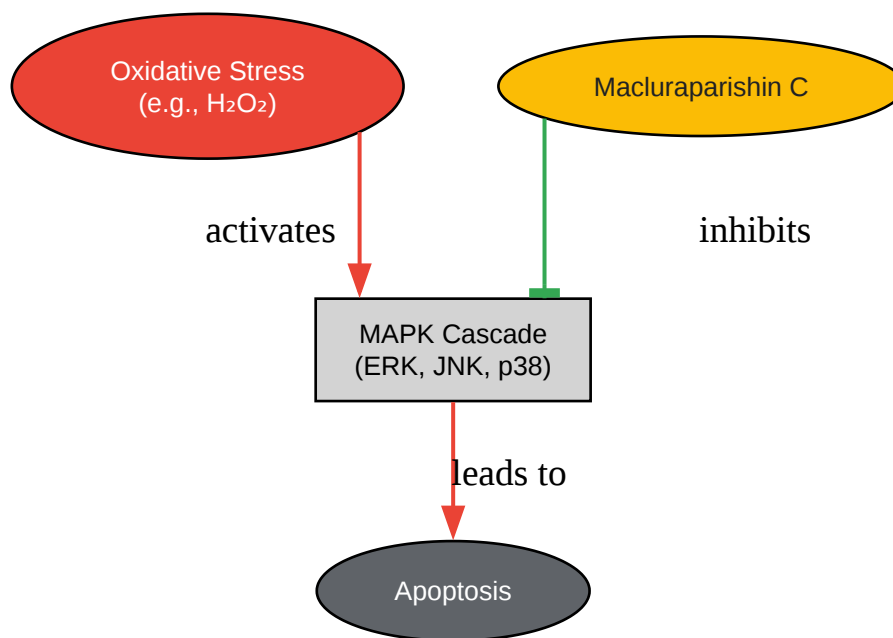 Oxidative Stress
(e.g., H₂O₂)
Macluraparishin C
activates
inhibits
MAPK Cascade
(ERK, JNK, p38)
leads to
Apoptosis